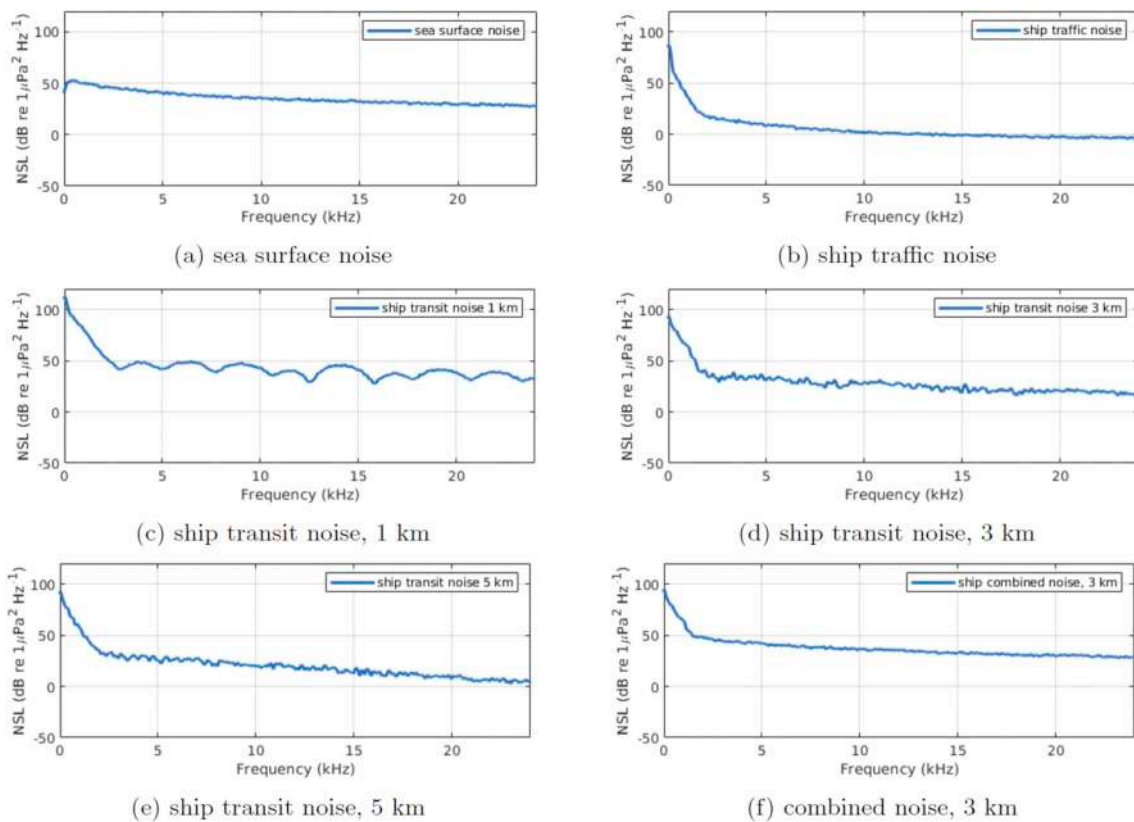 100
50
0
-50
NSL (dB re 1μPa² Hz⁻¹)
sea surface noise
0 5 10 15 20
Frequency (kHz)
(a) sea surface noise
100
50
0
-50
NSL (dB re 1μPa² Hz⁻¹)
ship traffic noise
0 5 10 15 20
Frequency (kHz)
(b) ship traffic noise
100
50
0
-50
NSL (dB re 1μPa² Hz⁻¹)
ship transit noise 1 km
0 5 10 15 20
Frequency (kHz)
(c) ship transit noise, 1 km
100
50
0
-50
NSL (dB re 1μPa² Hz⁻¹)
ship transit noise 3 km
0 5 10 15 20
Frequency (kHz)
(d) ship transit noise, 3 km
100
50
0
-50
NSL (dB re 1μPa² Hz⁻¹)
ship transit noise 5 km
0 5 10 15 20
Frequency (kHz)
(e) ship transit noise, 5 km
100
50
0
-50
NSL (dB re 1μPa² Hz⁻¹)
ship combined noise, 3 km
0 5 10 15 20
Frequency (kHz)
(f) combined noise, 3 km